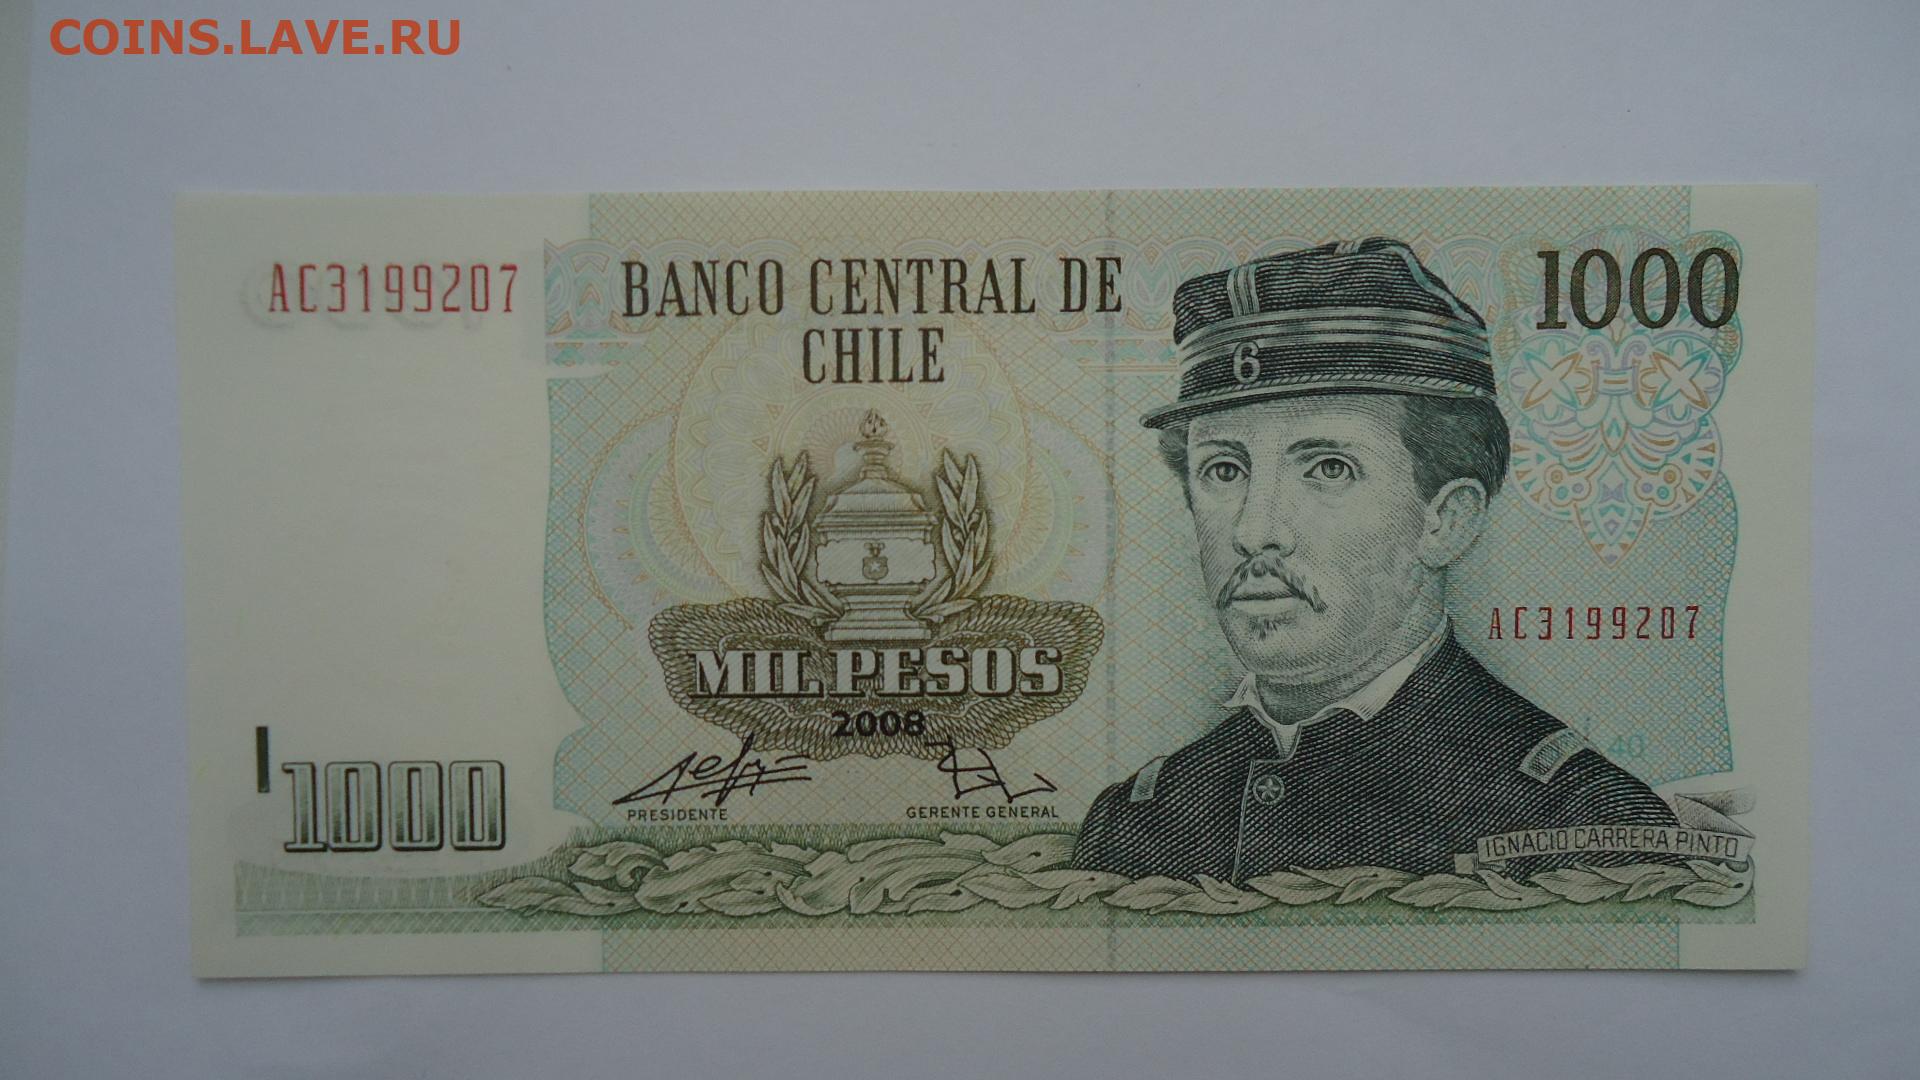 COINS.LAVE.RU
AC3199207
BANCO CENTRAL DE
CHILE
1000
6
AC3199207
MIL PESOS
2008
40
PRESIDENTE
GERENTE GENERAL
1000
IGNACIO CARRERA PINTO